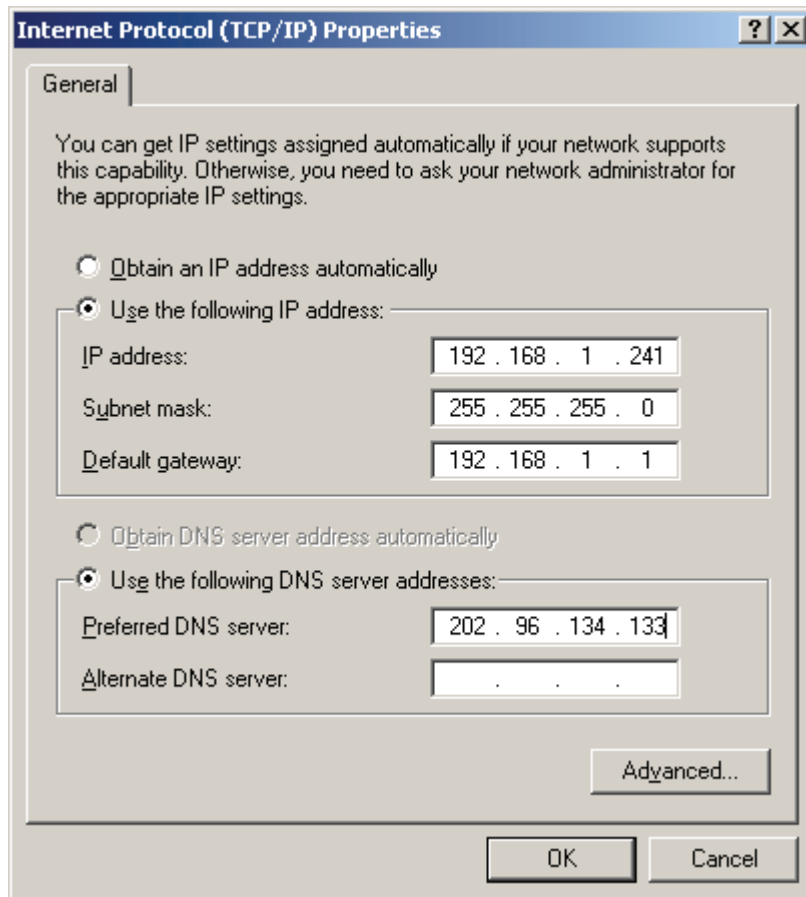 Internet Protocol (TCP/IP) Properties
General
You can get IP settings assigned automatically if your network supports
this capability. Otherwise, you need to ask your network administrator for
the appropriate IP settings.
Obtain an IP address automatically
Use the following IP address:
IP address: 192 . 168 . 1 . 241
Subnet mask: 255 . 255 . 255 . 0
Default gateway: 192 . 168 . 1 . 1
Obtain DNS server address automatically
Use the following DNS server addresses:
Preferred DNS server: 202 . 96 . 134 . 133
Alternate DNS server: . . .
Advanced...
OK Cancel